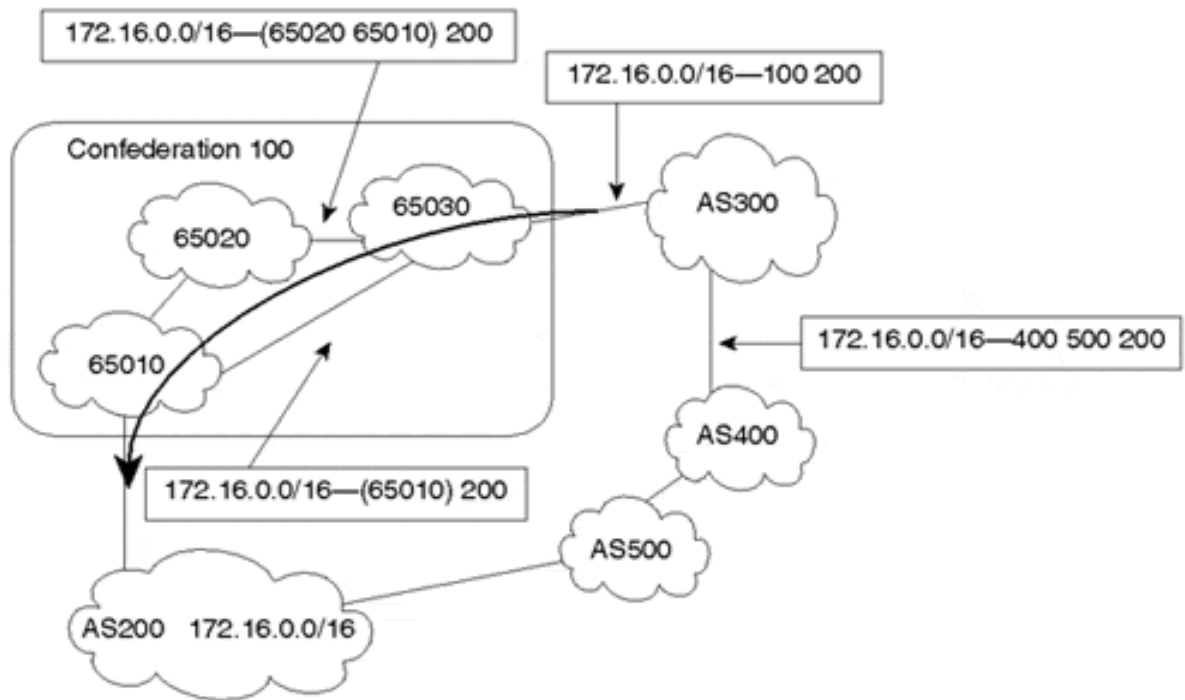 172.16.0.0/16—(65020 65010) 200
172.16.0.0/16—100 200
Confederation 100
65030
AS300
65020
172.16.0.0/16—400 500 200
65010
AS400
172.16.0.0/16—(65010) 200
AS500
AS200 172.16.0.0/16